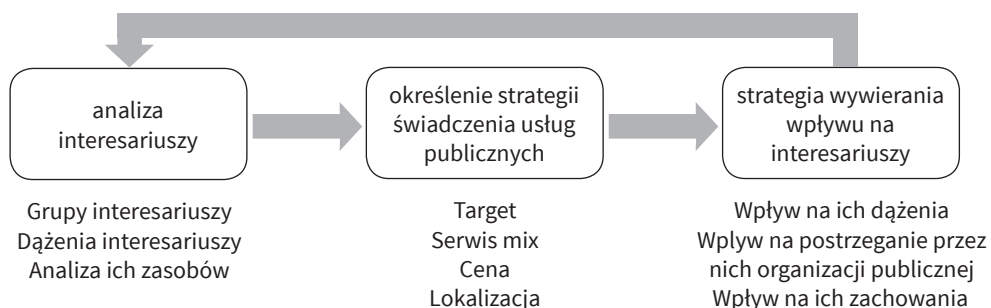 analiza
interesariuszy
określenie strategii
świadczenia usług
publicznych
strategia wywierania
wpływu na
interesariuszy
Grupy interesariuszy
Dążenia interesariuszy
Analiza ich zasobów
Target
Serwis mix
Cena
Lokalizacja
Wpływ na ich dążenia
Wplyw na postrzeganie przez
nich organizacji publicznej
Wpływ na ich zachowania